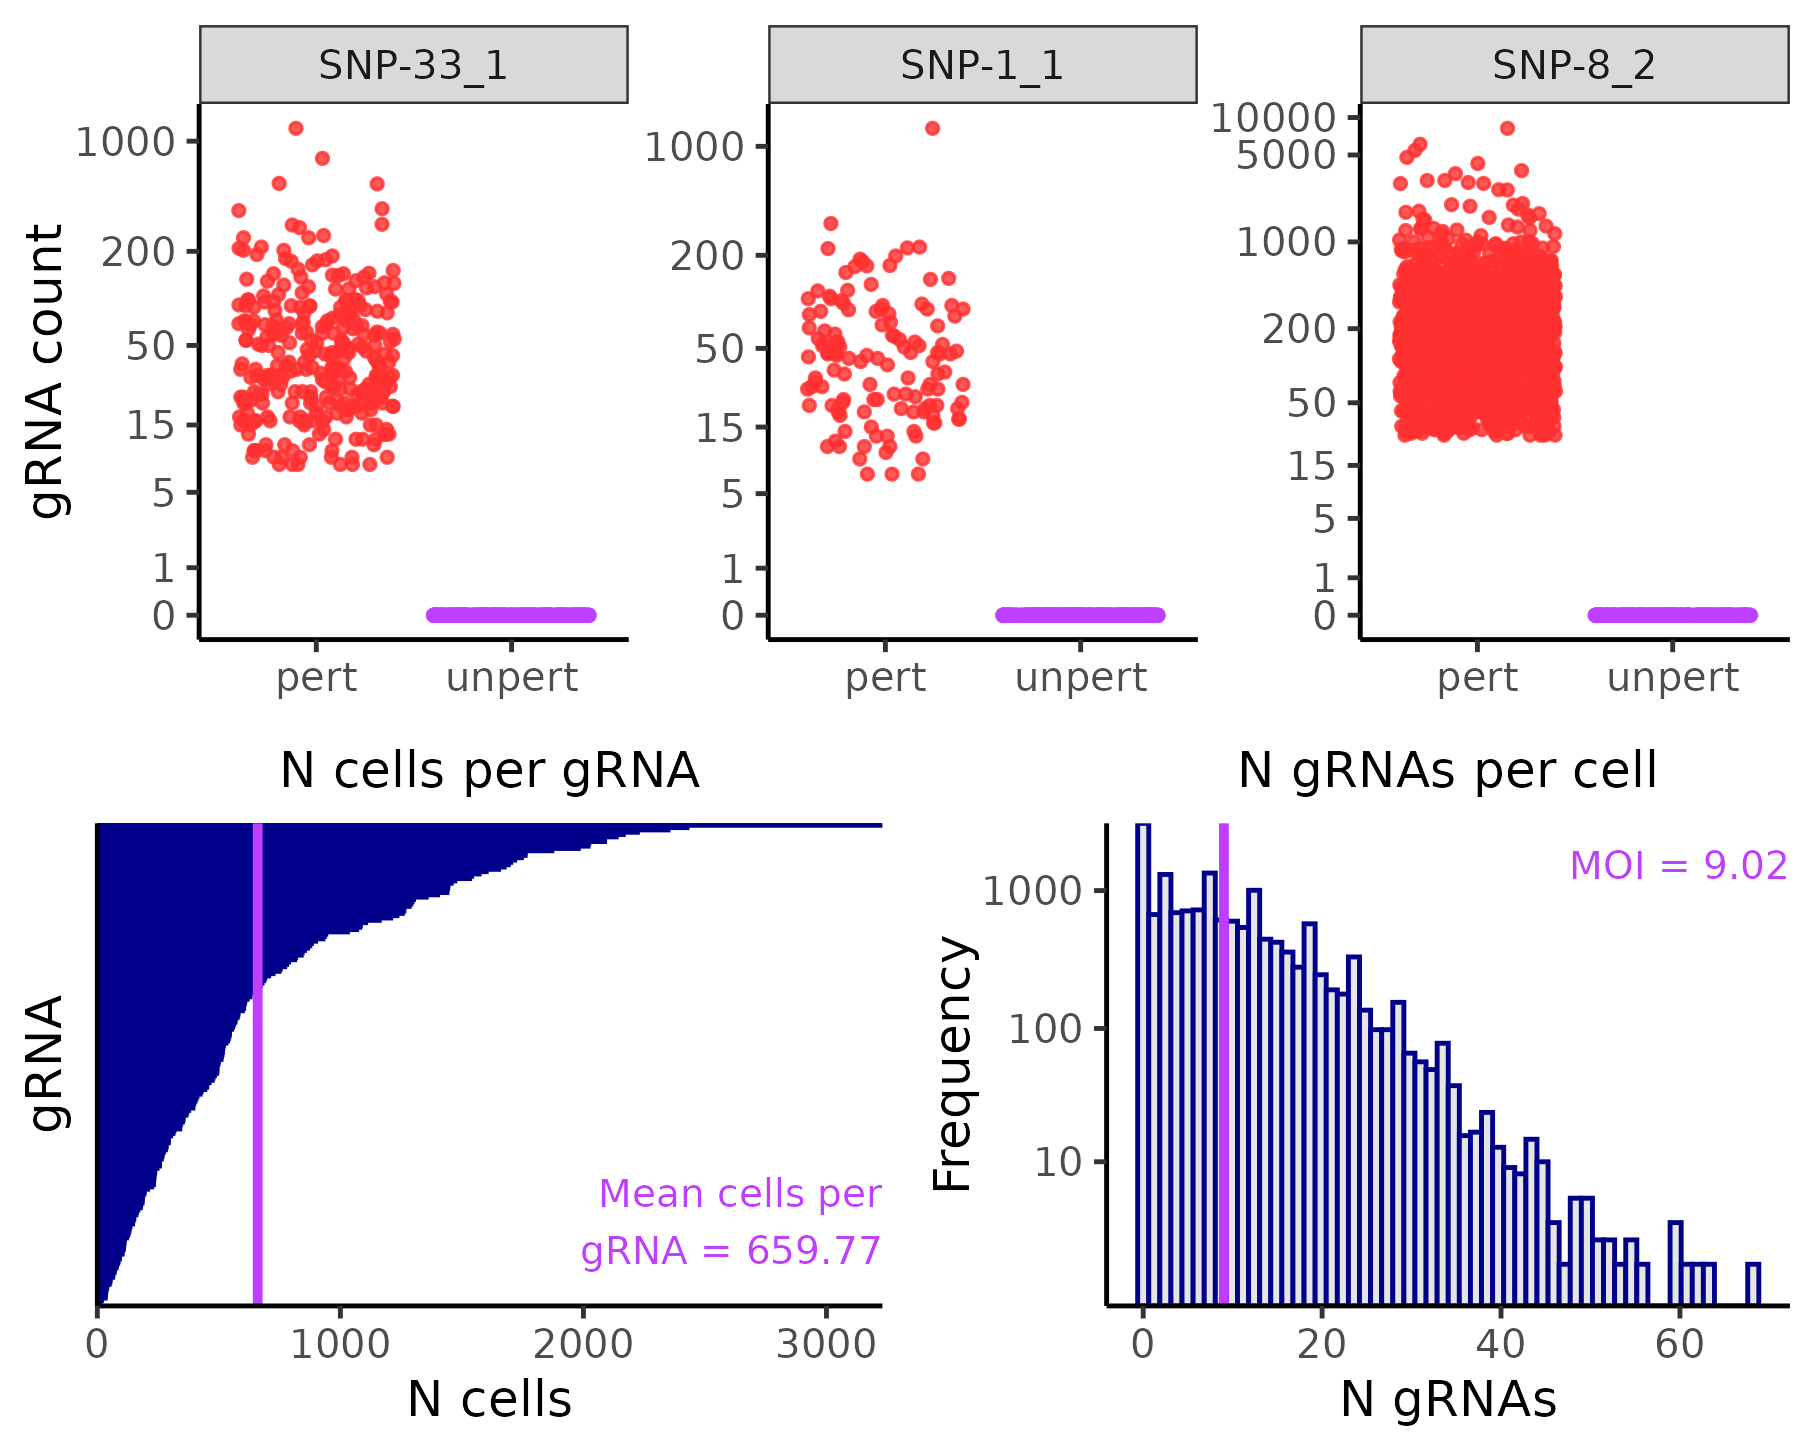 SNP-33_1
SNP-1_1
SNP-8_2
gRNA count
1000
200
50
15
5
1
0
pert
unpert
1000
200
50
15
5
1
0
pert
unpert
10000
5000
1000
200
50
15
5
1
0
pert
unpert
N cells per gRNA
gRNA
Mean cells per
gRNA = 659.77
0
1000
2000
3000
N cells
N gRNAs per cell
Frequency
1000
100
10
MOI = 9.02
0
20
40
60
N gRNAs